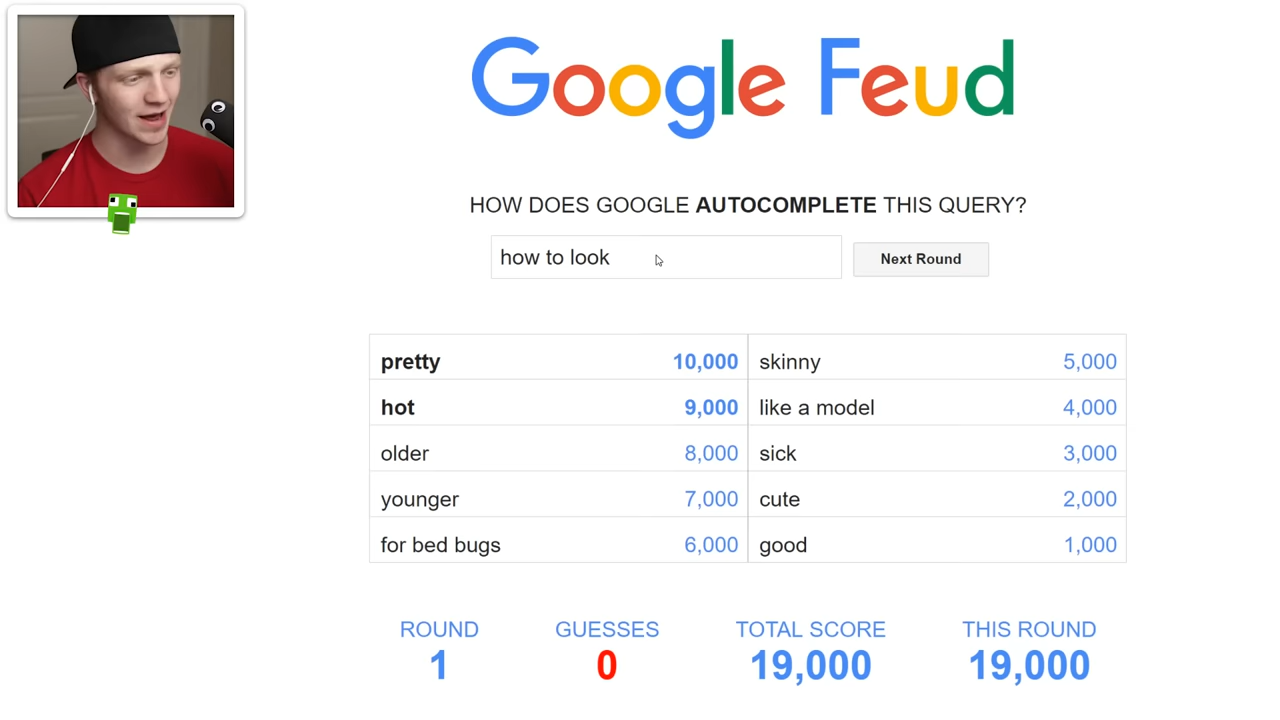 Google Feud
HOW DOES GOOGLE AUTOCOMPLETE THIS QUERY?
how to look
Next Round
pretty 10,000 skinny 5,000
hot 9,000 like a model 4,000
older 8,000 sick 3,000
younger 7,000 cute 2,000
for bed bugs 6,000 good 1,000
ROUND GUESSES TOTAL SCORE THIS ROUND
1 0 19,000 19,000